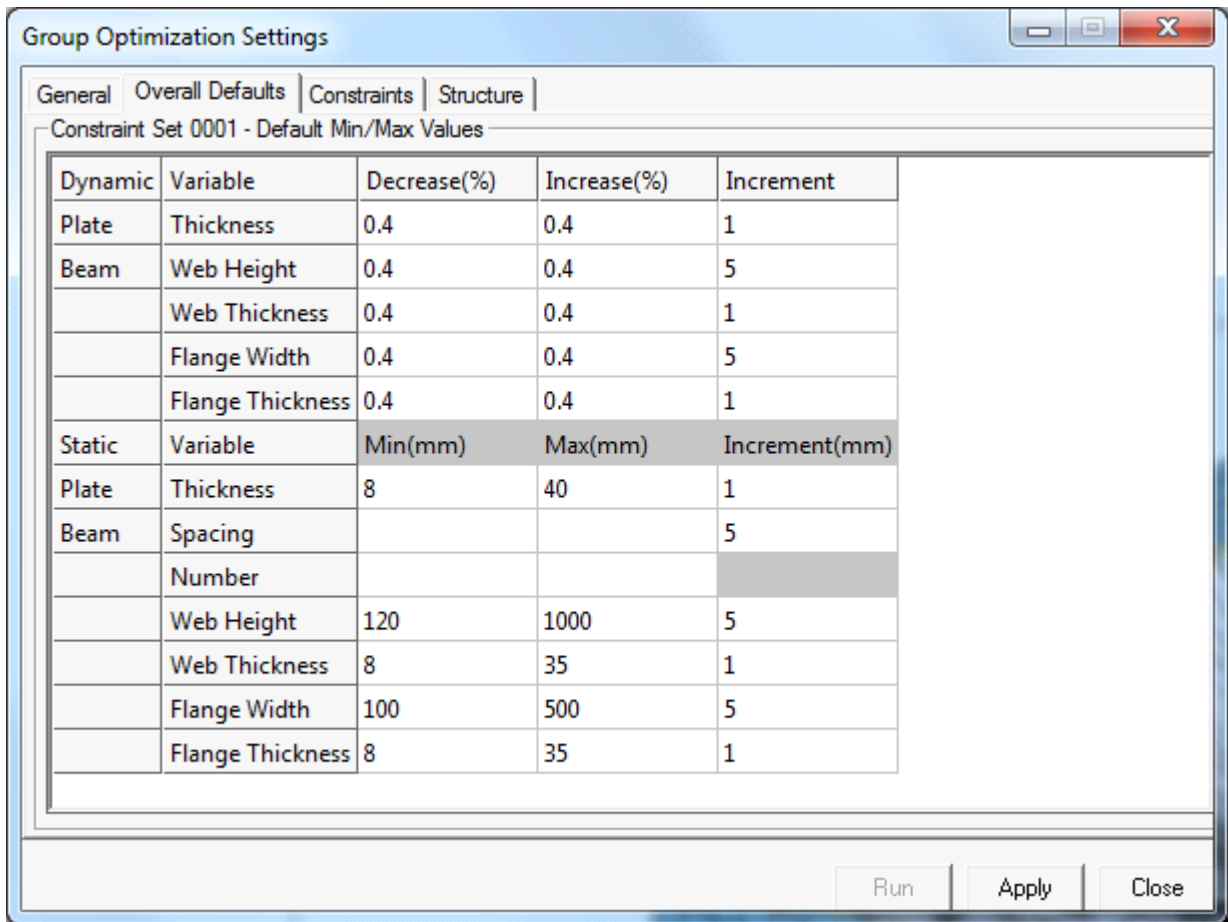 Group Optimization Settings
General Overall Defaults Constraints Structure
Constraint Set 0001 - Default Min/Max Values
Dynamic Variable Decrease(%) Increase(%) Increment
Plate Thickness 0.4 0.4 1
Beam Web Height 0.4 0.4 5
Web Thickness 0.4 0.4 1
Flange Width 0.4 0.4 5
Flange Thickness 0.4 0.4 1
Static Variable Min(mm) Max(mm) Increment(mm)
Plate Thickness 8 40 1
Beam Spacing 5
Number
Web Height 120 1000 5
Web Thickness 8 35 1
Flange Width 100 500 5
Flange Thickness 8 35 1
Run Apply Close